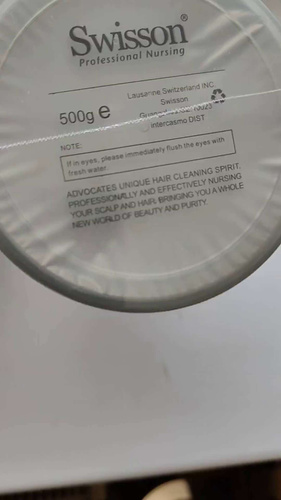 Swisson®
Professional Nursing
Lausanne Switzerland INC.
Swisson
500g e
intercasmo DIST
NOTE:
If in eyes, please immediately flush the eyes with
fresh water.
ADVOCATES UNIQUE HAIR CLEANING SPIRIT.
PROFESSIONALLY AND EFFECTIVELY NURSING
YOUR SCALP AND HAIR, BRINGING YOU A WHOLE
NEW WORLD OF BEAUTY AND PURITY.